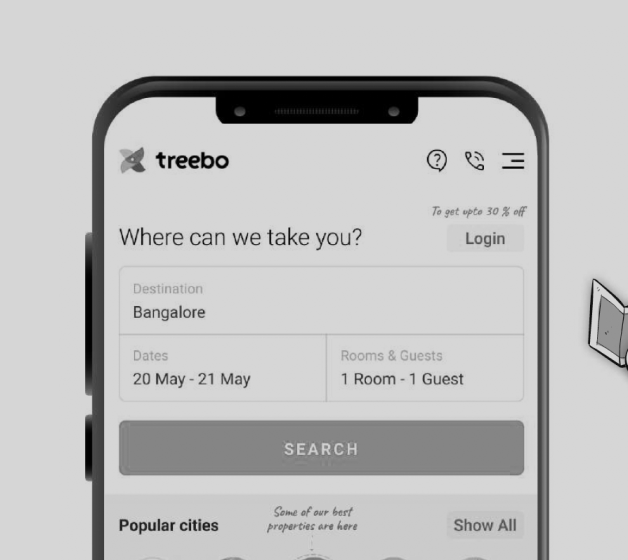 treebo
To get upto 30 % off
Where can we take you?
Login
Destination
Bangalore
Dates
Rooms & Guests
20 May - 21 May
1 Room - 1 Guest
SEARCH
Some of our best
properties are here
Popular cities
Show All